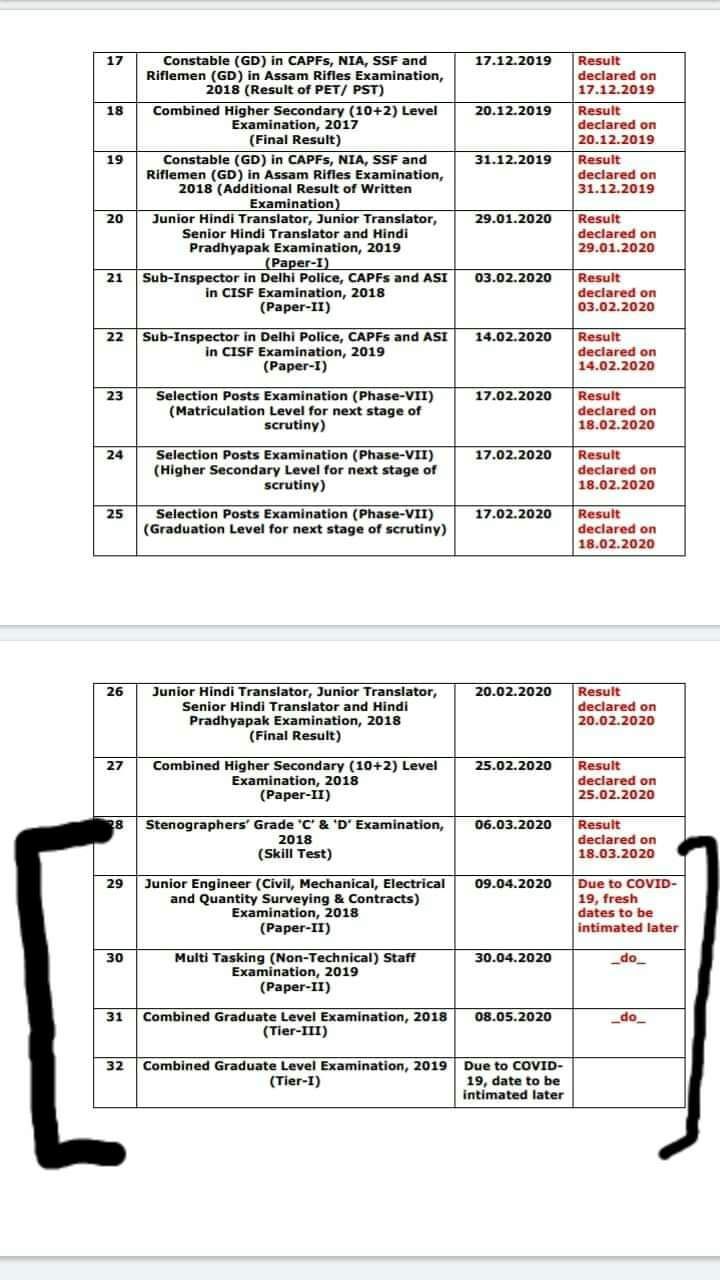 17 Constable (GD) in CAPFs, NIA, SSF and 17.12.2019 Result
Riflemen (GD) in Assam Rifles Examination, declared on
2018 (Result of PET/ PST) 17.12.2019
18 Combined Higher Secondary (10+2) Level 20.12.2019 Result
Examination, 2017 declared on
(Final Result) 20.12.2019
19 Constable (GD) in CAPFs, NIA, SSF and 31.12.2019 Result
Riflemen (GD) in Assam Rifles Examination, declared on
2018 (Additional Result of Written 31.12.2019
Examination)
20 Junior Hindi Translator, Junior Translator, 29.01.2020 Result
Senior Hindi Translator and Hindi declared on
Pradhyapak Examination, 2019 29.01.2020
(Paper-I)
21 Sub-Inspector in Delhi Police, CAPFs and ASI 03.02.2020 Result
in CISF Examination, 2018 declared on
(Paper-II) 03.02.2020
22 Sub-Inspector in Delhi Police, CAPFs and ASI 14.02.2020 Result
in CISF Examination, 2019 declared on
(Paper-I) 14.02.2020
23 Selection Posts Examination (Phase-VII) 17.02.2020 Result
(Matriculation Level for next stage of declared on
scrutiny) 18.02.2020
24 Selection Posts Examination (Phase-VII) 17.02.2020 Result
(Higher Secondary Level for next stage of declared on
scrutiny) 18.02.2020
25 Selection Posts Examination (Phase-VII) 17.02.2020 Result
(Graduation Level for next stage of scrutiny) declared on
18.02.2020
26 Junior Hindi Translator, Junior Translator, 20.02.2020 Result
Senior Hindi Translator and Hindi declared on
Pradhyapak Examination, 2018 20.02.2020
(Final Result)
27 Combined Higher Secondary (10+2) Level 25.02.2020 Result
Examination, 2018 declared on
(Paper-II) 25.02.2020
28 Stenographers' Grade 'C' & 'D' Examination, 06.03.2020 Result
2018 declared on
(Skill Test) 18.03.2020
29 Junior Engineer (Civil, Mechanical, Electrical 09.04.2020 Due to COVID-
and Quantity Surveying & Contracts) 19, fresh
Examination, 2018 dates to be
(Paper-II) intimated later
30 Multi Tasking (Non-Technical) Staff 30.04.2020 _do_
Examination, 2019
(Paper-II)
31 Combined Graduate Level Examination, 2018 08.05.2020 _do_
(Tier-III)
32 Combined Graduate Level Examination, 2019 Due to COVID-
(Tier-I) 19, date to be
intimated later